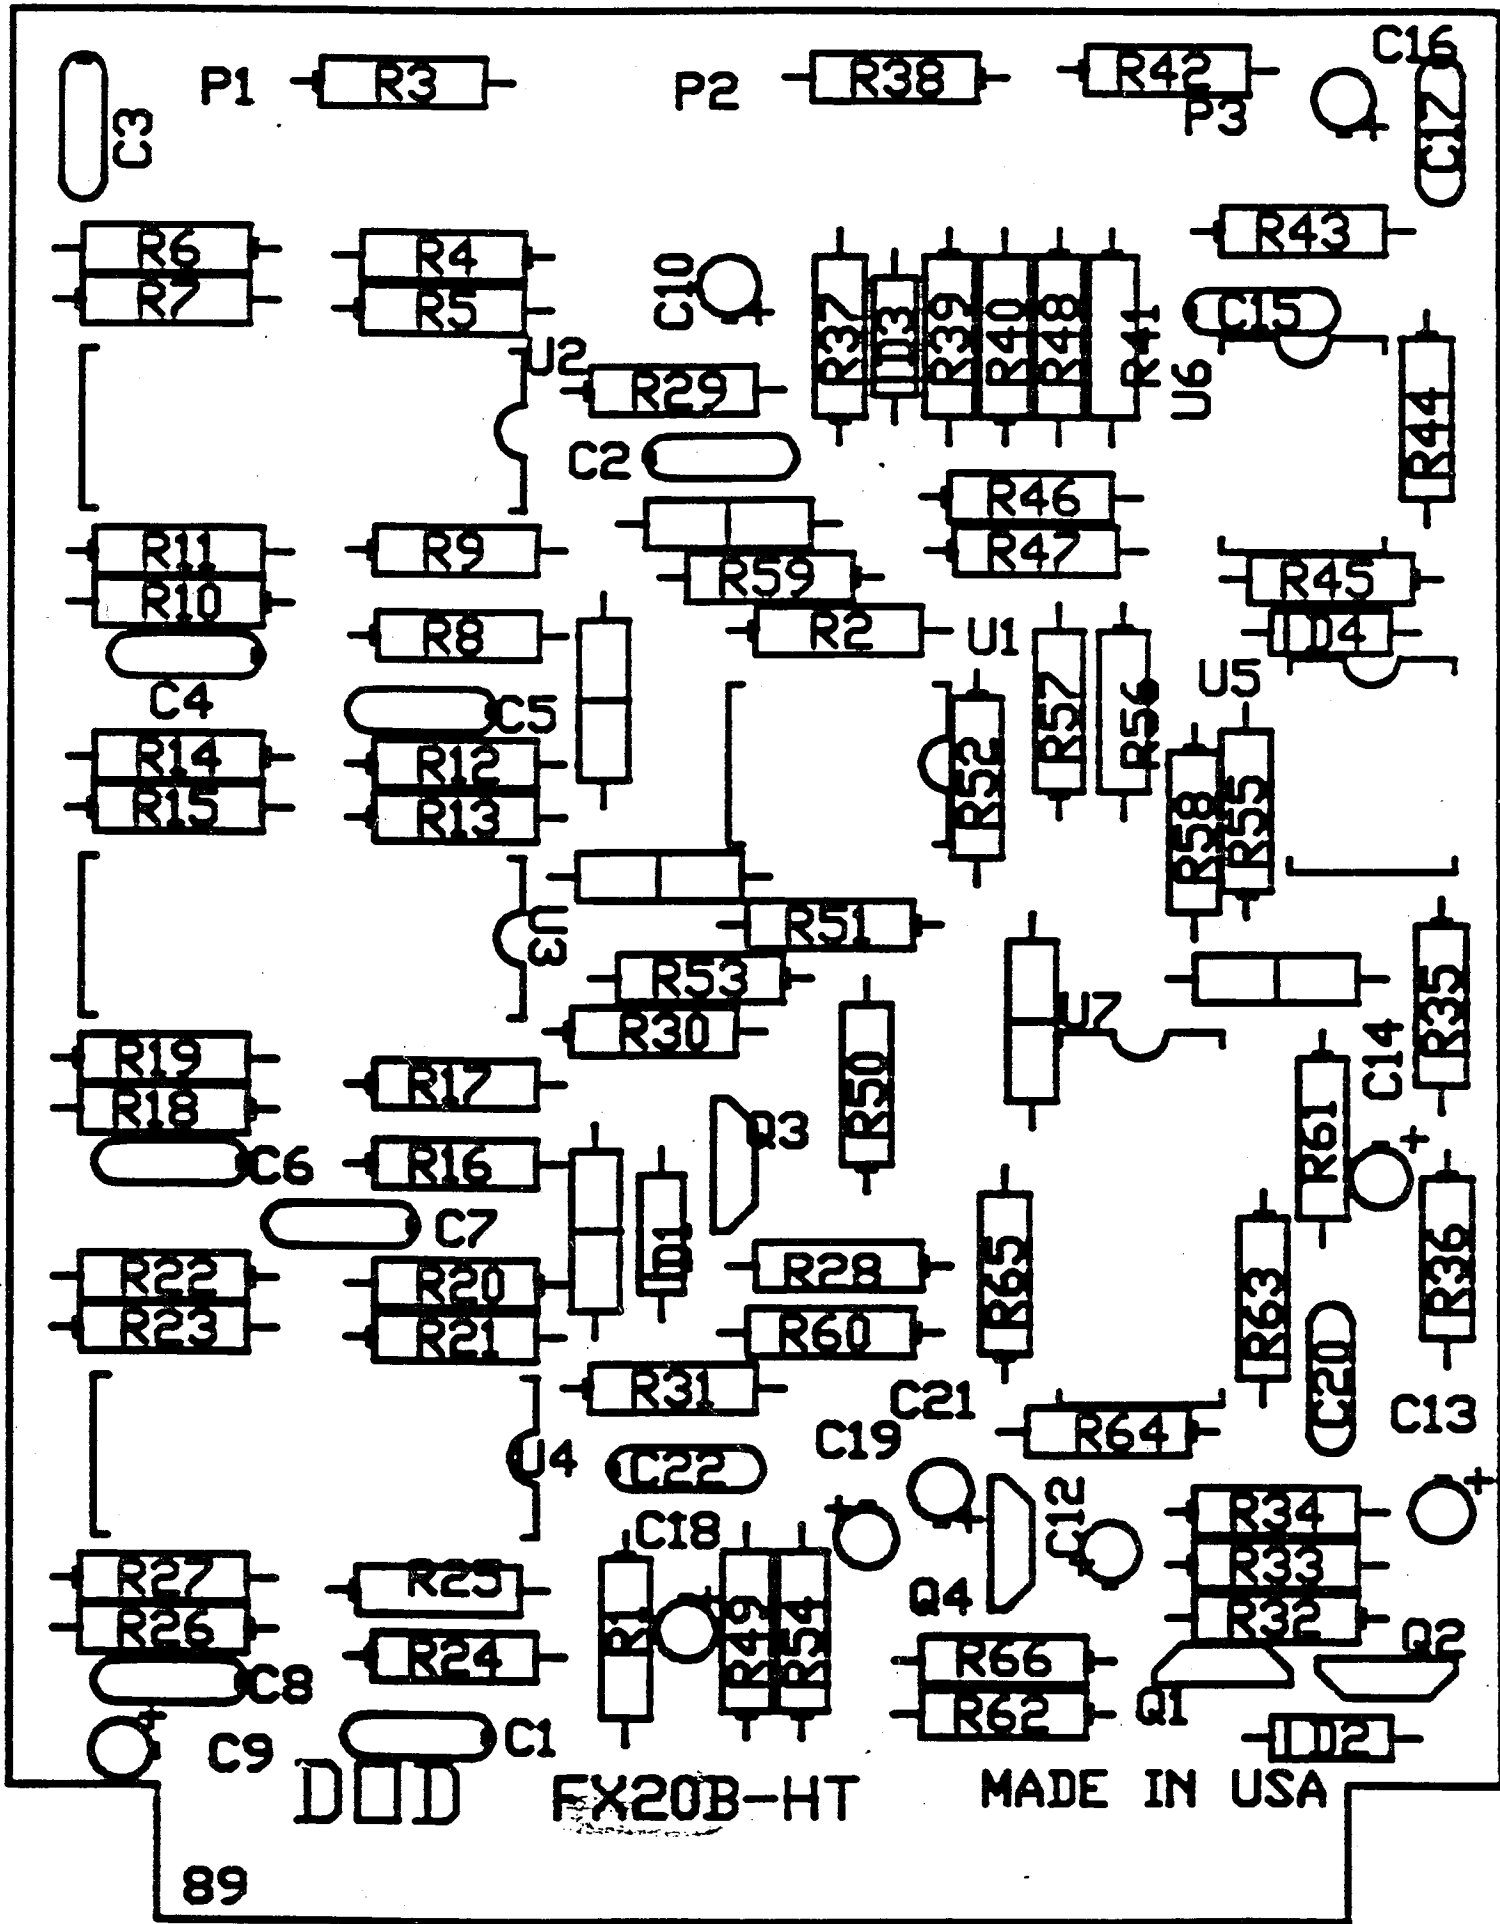 C16
P1 R3 P2 R38 R42
P3
C3 C17
R6 R4 R43
R7 R5 C10 C15
R37 D3 R39 R40 R48 R41
U2 R29 U6 R44
C2
R46
R11 R9 R47
R10 R59 R45
R8 R2 U1 D4
C4 C5 R57 R56 U5
R14 R12 R52
R15 R13 R58 R55
U3 R51
R53 R35
R30 U7
R19 R17 R50 C14
R18 Q3 R61
C6 R16
C7 D1 R28 R65 R36
R22 R20 R63
R23 R21 R60 C20
R31 C21 C13
C19 R64
U4 C22
C18 C12 R34
R27 R25 Q4 R33
R26 R1 R49 R54 R32
R24 R66 Q2
C8 R62 Q1
C9 C1 D2
DOD FX20B-HT MADE IN USA
89